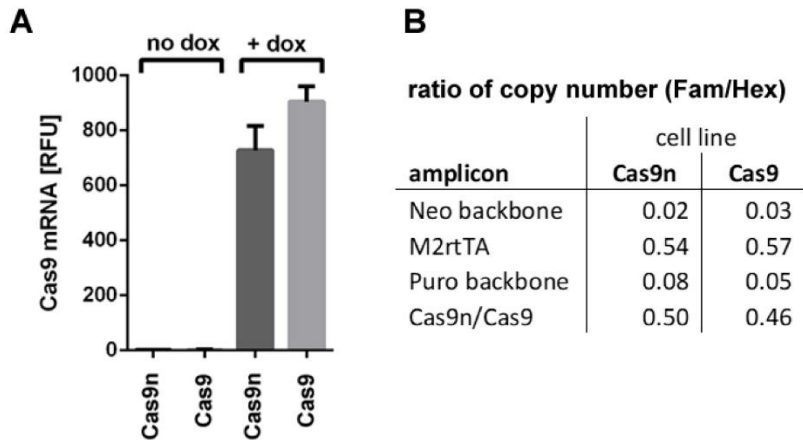 A
no dox + dox
Cas9 mRNA [RFU]
1000
800
600
400
200
0
Cas9n
Cas9
Cas9n
Cas9
B
ratio of copy number (Fam/Hex)
cell line
amplicon Cas9n Cas9
Neo backbone 0.02 0.03
M2rtTA 0.54 0.57
Puro backbone 0.08 0.05
Cas9n/Cas9 0.50 0.46